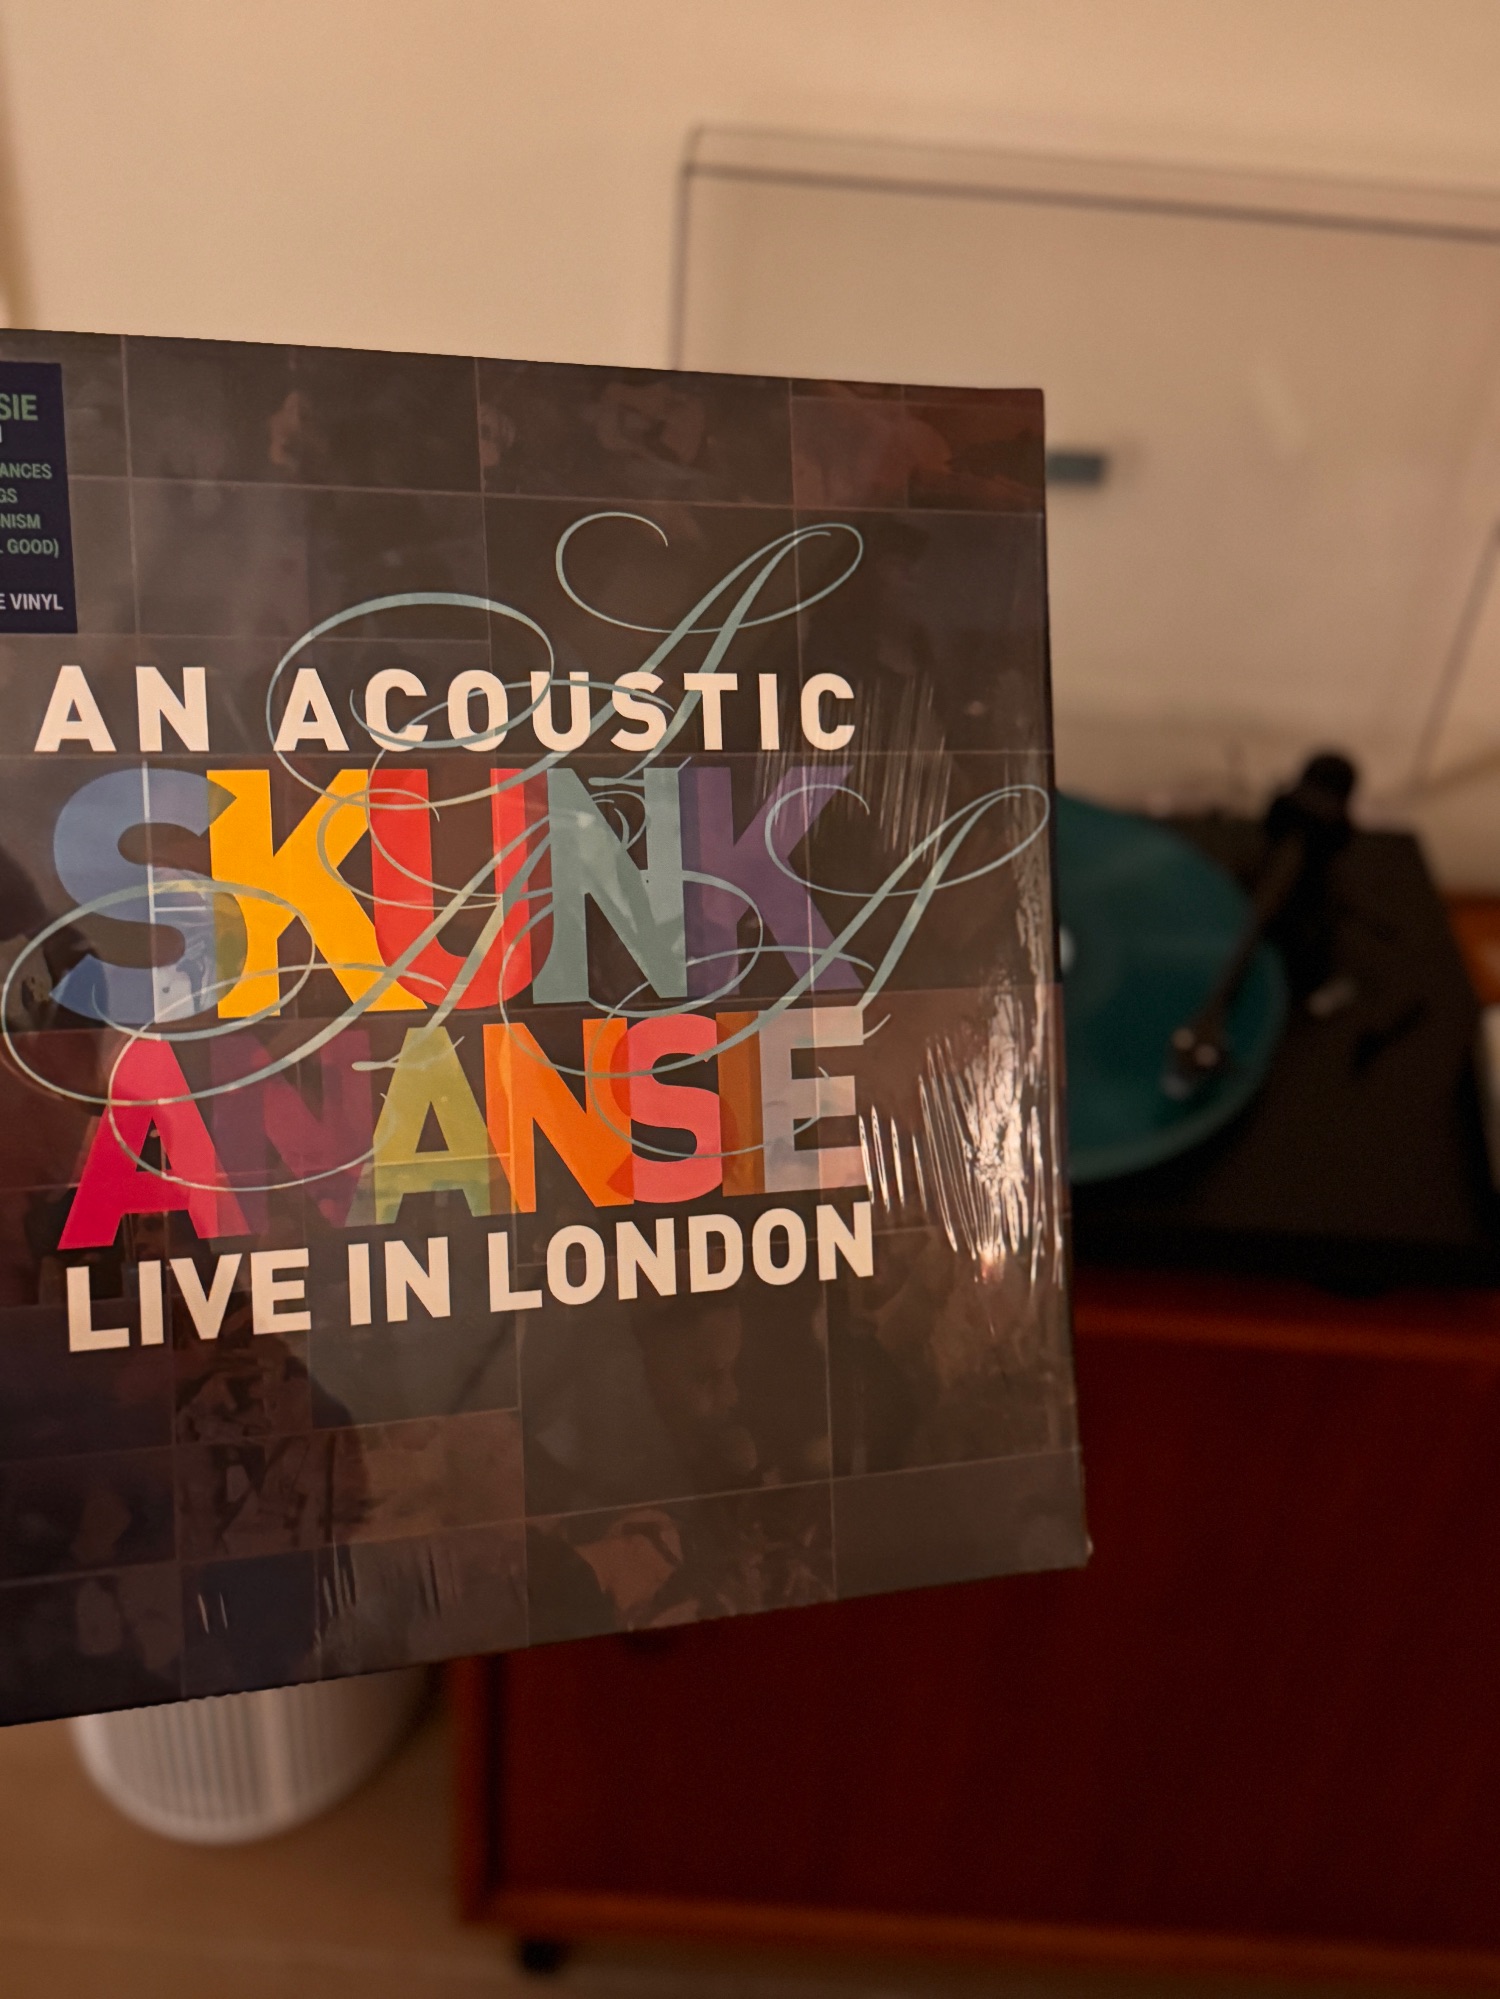 SIE
ANCES
GS
NISM
L GOOD)
E VINYL
AN ACOUSTIC
SKUNK
ANANSIE
LIVE IN LONDON